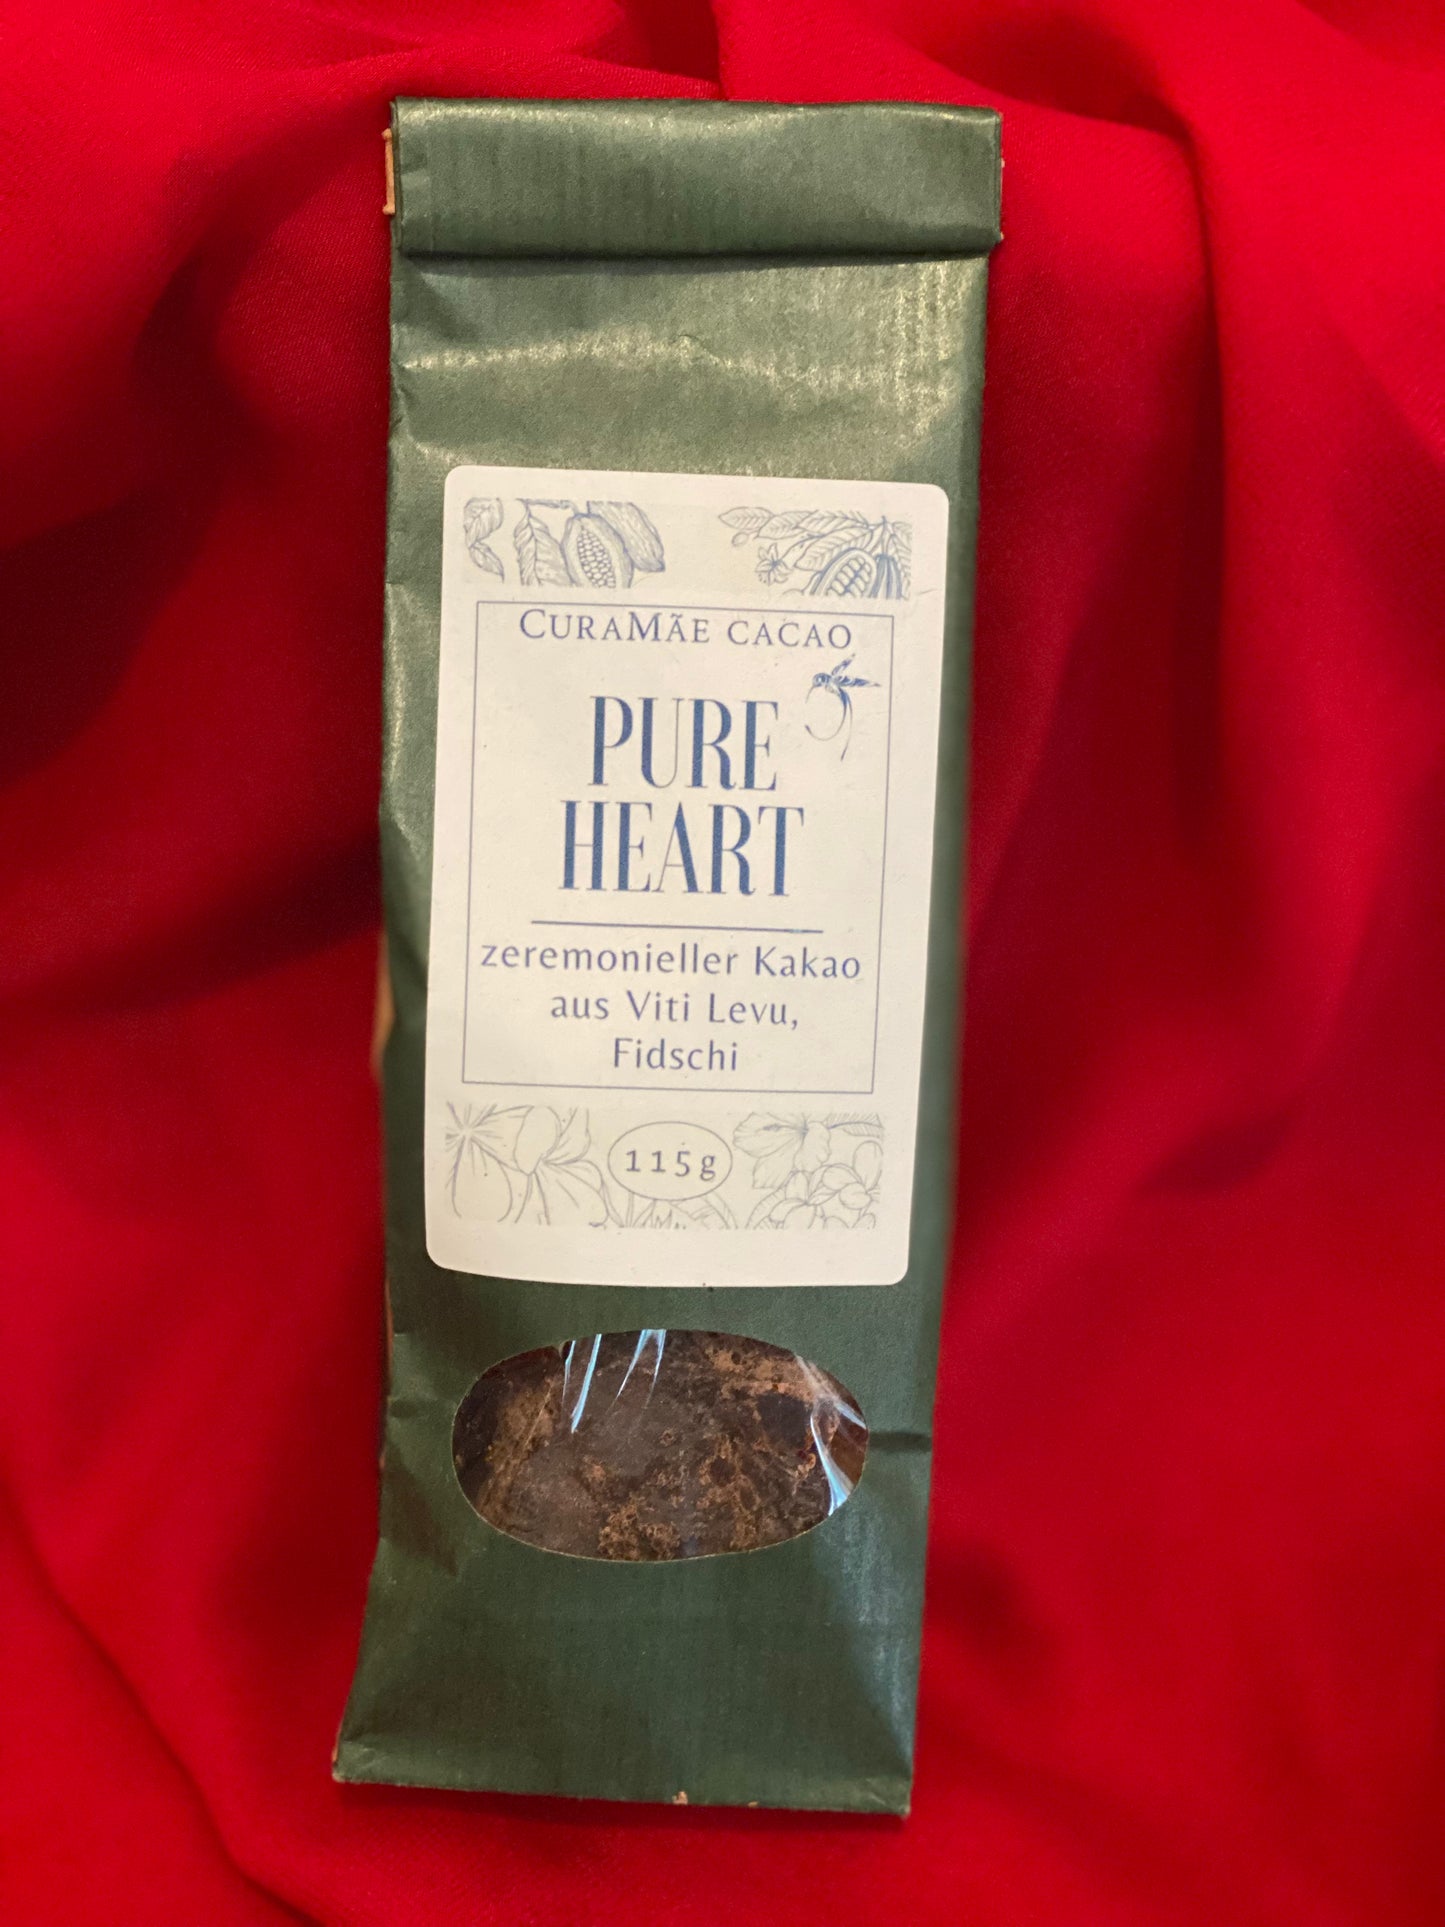 CURAMÃE CACAO
PURE
HEART
zeremonieller Kakao
aus Viti Levu,
Fidschi
115g